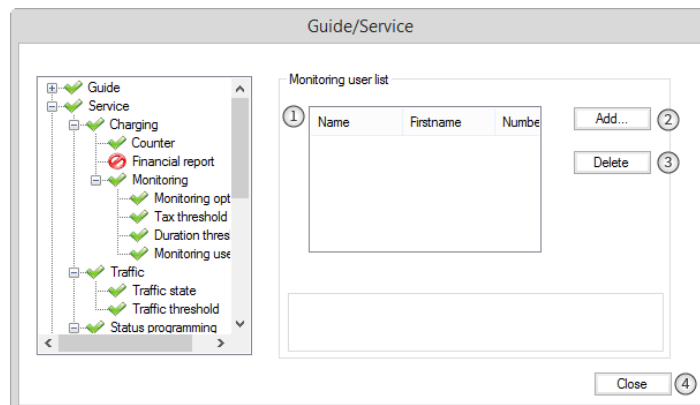 Guide/Service
Guide
Service
Charging
Counter
Financial report
Monitoring
Monitoring opt
Tax threshold
Duration thres
Monitoring use
Traffic
Traffic state
Traffic threshold
Status programming
Monitoring user list
1
Name Firstname Numbe
Add... 2
Delete 3
Close 4